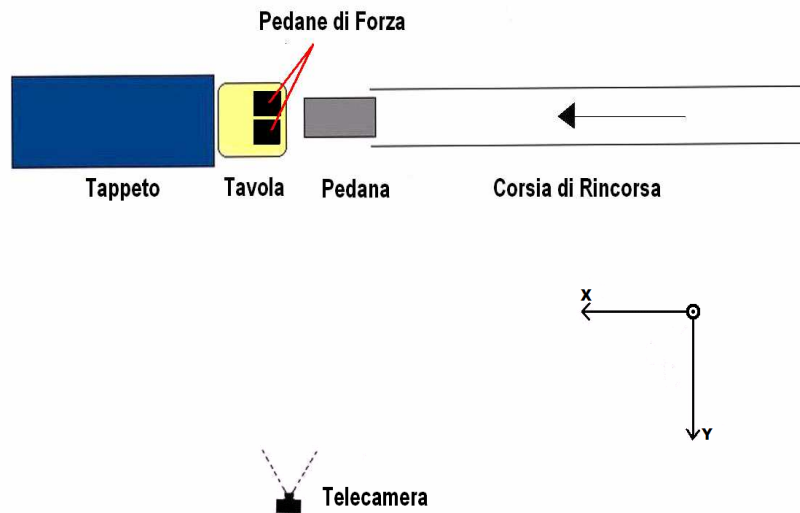 Pedane di Forza
Tappeto
Tavola
Pedana
Corsia di Rincorsa
X
Y
Telecamera